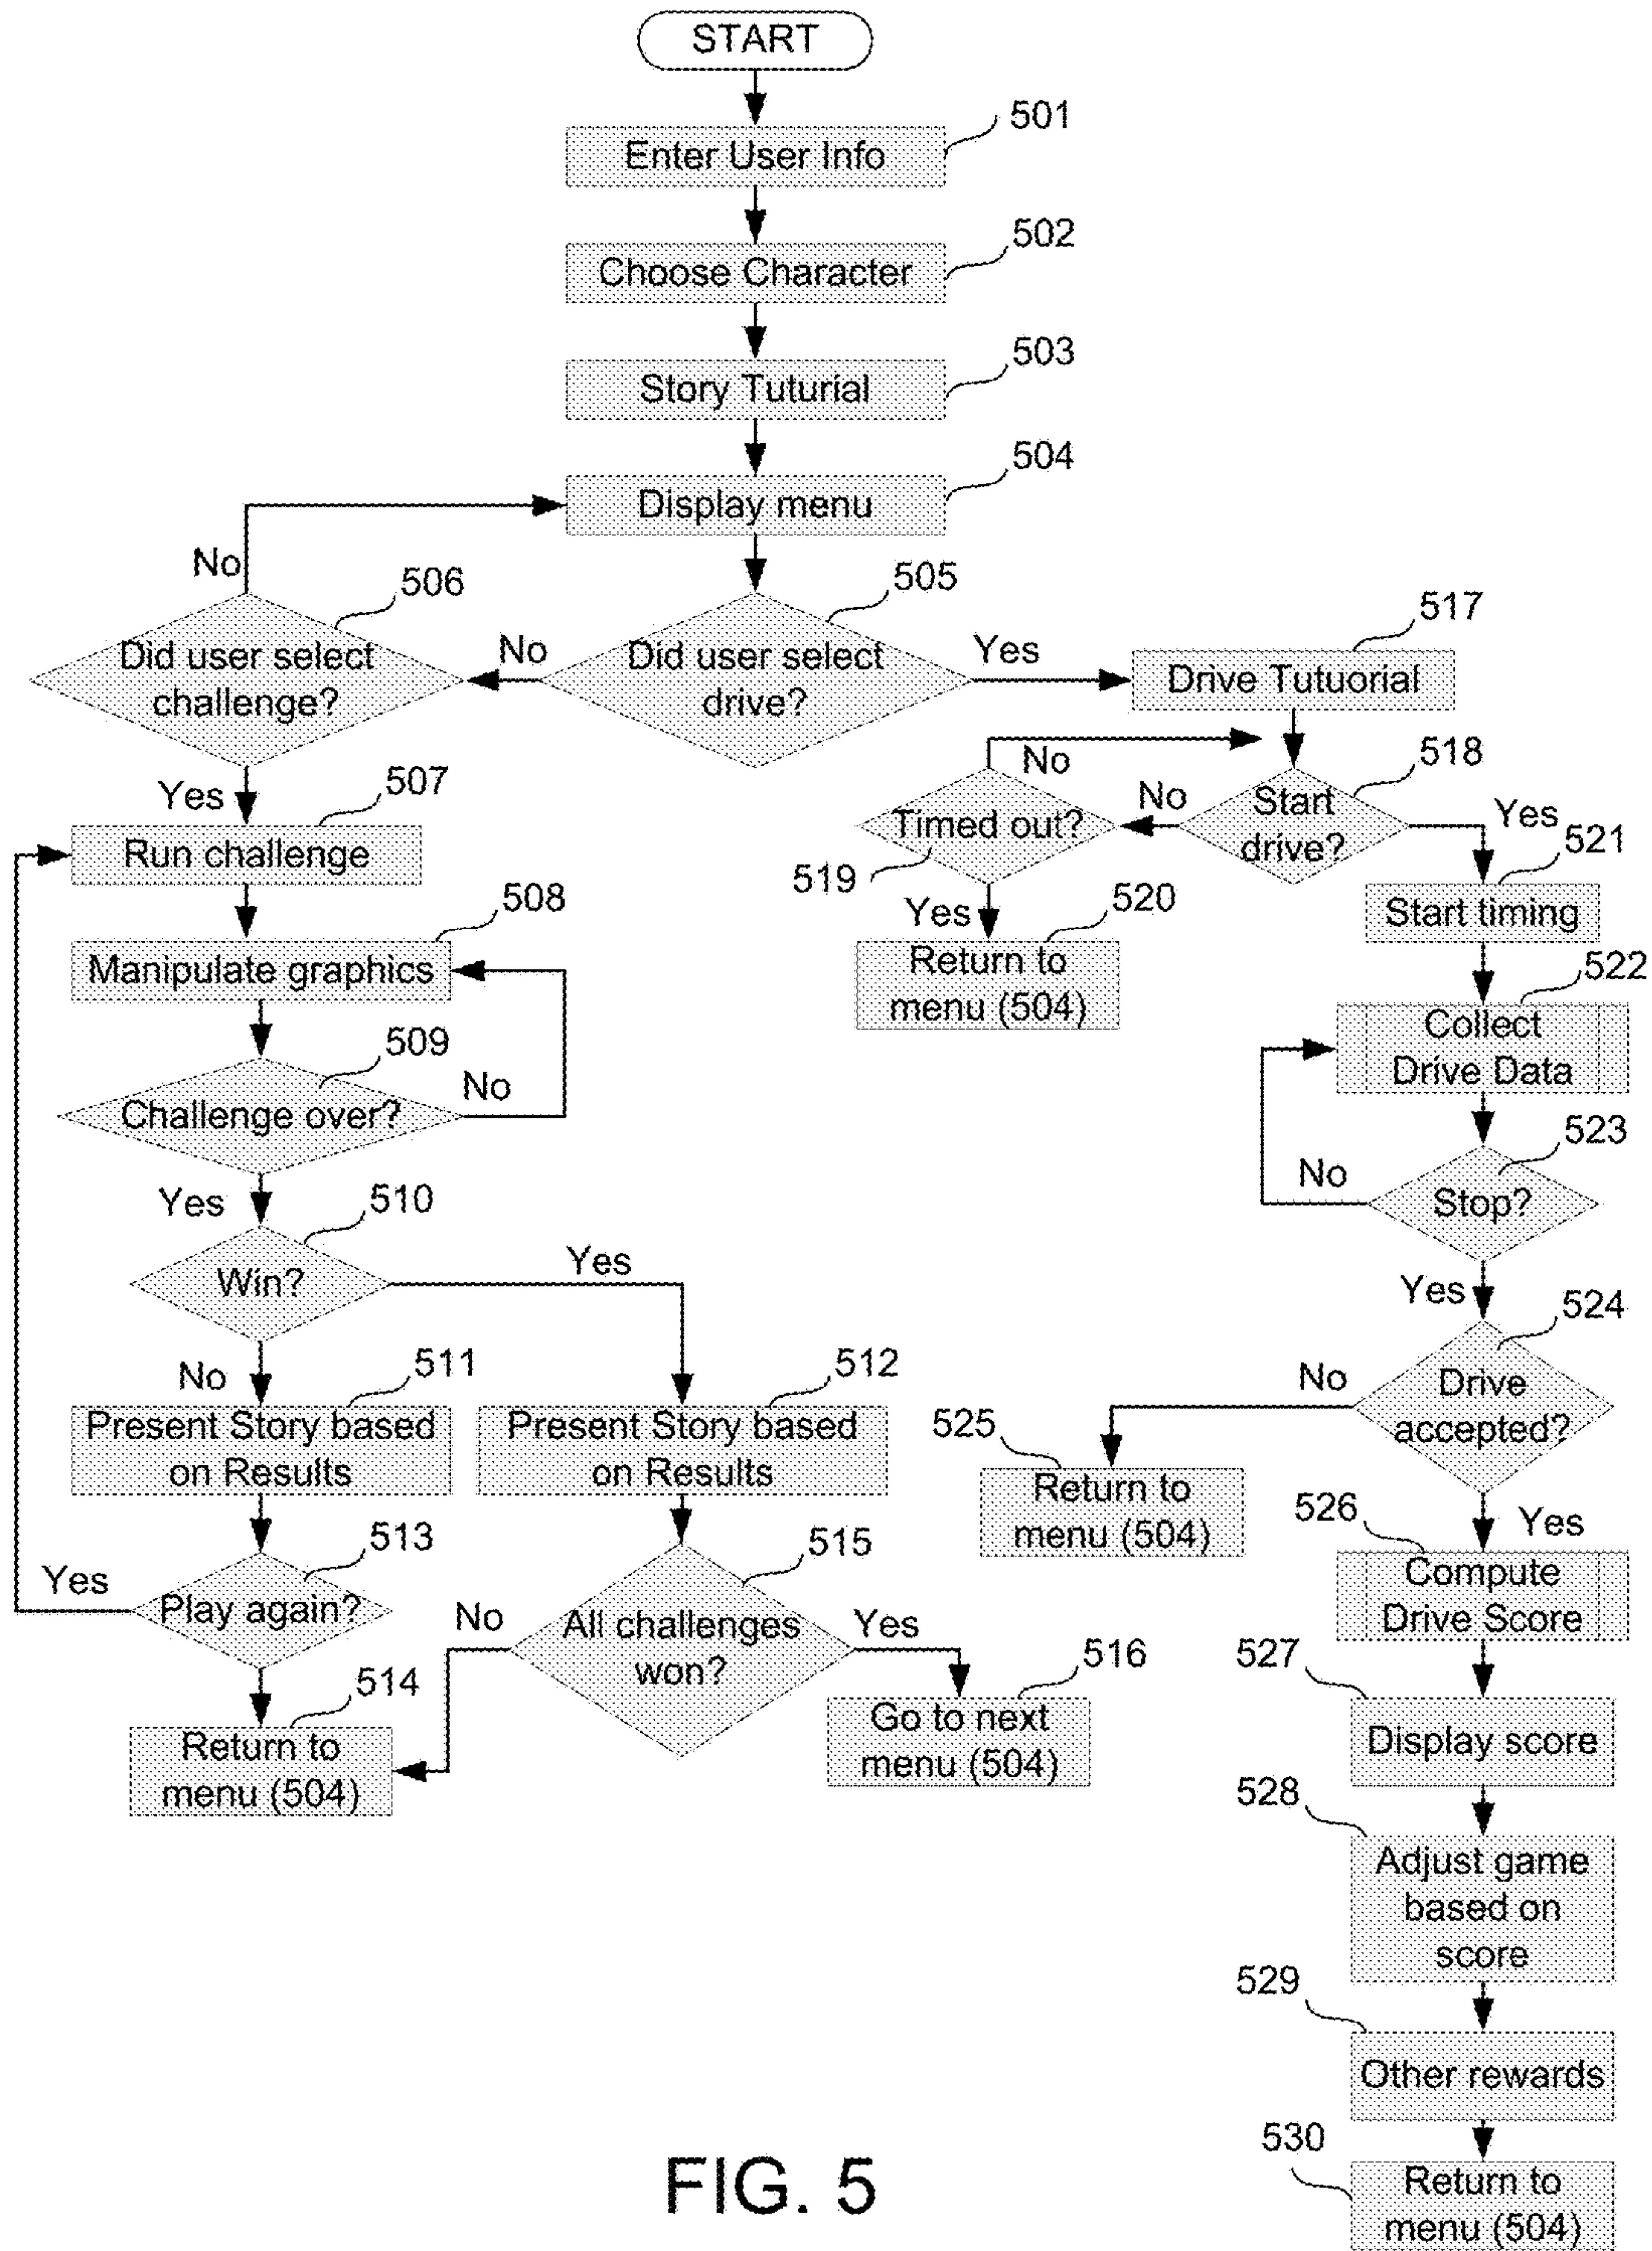 START
501
Enter User Info
502
Choose Character
503
Story Tuturial
504
Display menu
No
506
505
517
Did user select
challenge?
No
Did user select
drive?
Yes
Drive Tutuorial
No
518
Yes
507
Timed out?
No
Start
drive?
Yes
521
519
Run challenge
508
Yes
520
Start timing
Manipulate graphics
Return to
menu (504)
522
Collect
Drive Data
509
No
Challenge over?
523
No
Stop?
Yes
510
Yes
Win?
Yes
524
No
Drive
accepted?
No
511
512
Present Story based
on Results
Present Story based
on Results
525
Return to
menu (504)
526
Yes
513
515
Yes
Play again?
Compute
Drive Score
No
All challenges
won?
Yes
527
514
516
Return to
menu (504)
Go to next
menu (504)
Display score
528
Adjust game
based on
score
529
Other rewards
530
Return to
menu (504)
FIG. 5